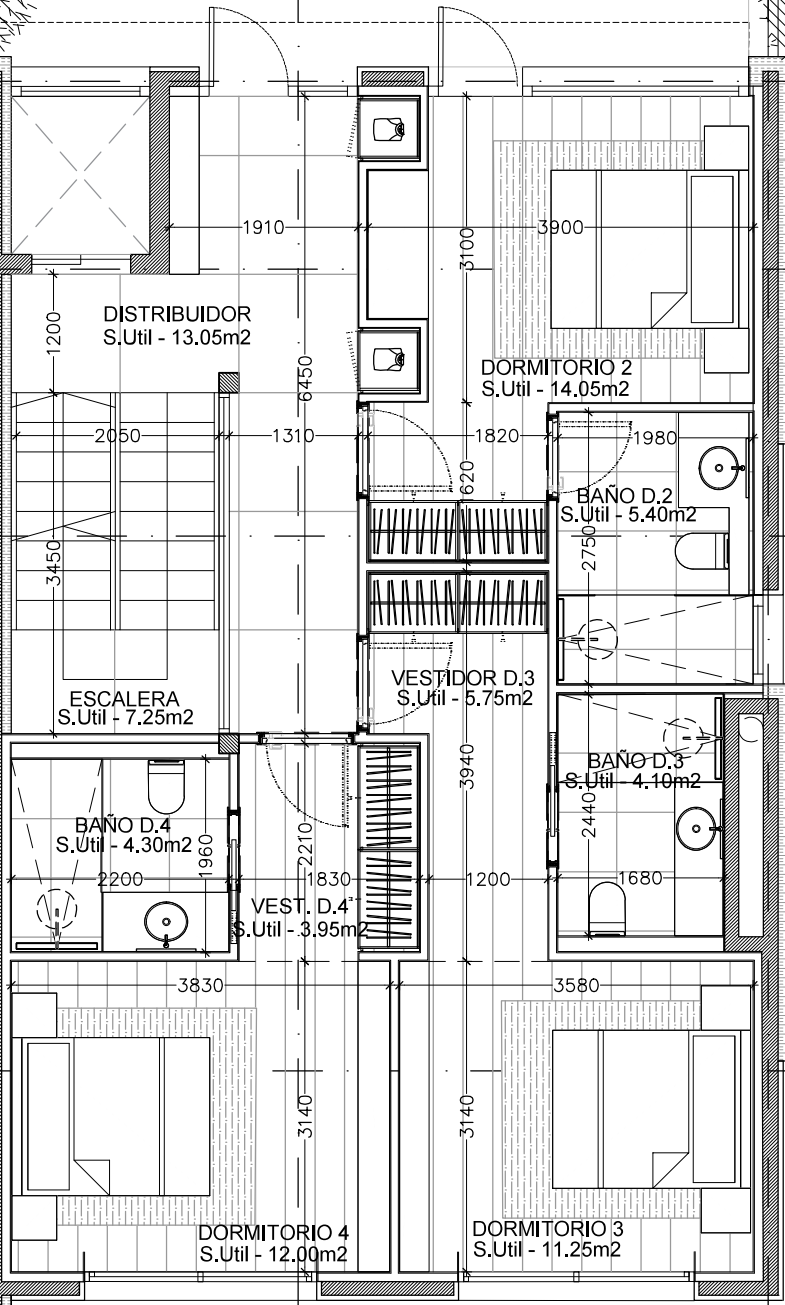 1910
3900
3100
DISTRIBUIDOR
S.Util - 13.05m2
1200
6450
DORMITORIO 2
S.Util - 14.05m2
2050
1310
1820
1980
1620
BAÑO D.2
S.Util - 5.40m2
2750
3450
ESCALERA
S.Util - 7.25m2
VESTIDOR D.3
S.Util - 5.75m2
3940
BAÑO D.3
S.Util - 4.10m2
2440
BAÑO D.4
S.Util - 4.30m2
1960
2210
2200
1830
1200
1680
VEST. D.4
S.Util - 3.95m2
3830
3580
3140
3140
DORMITORIO 4
S.Util - 12.00m2
DORMITORIO 3
S.Util - 11.25m2